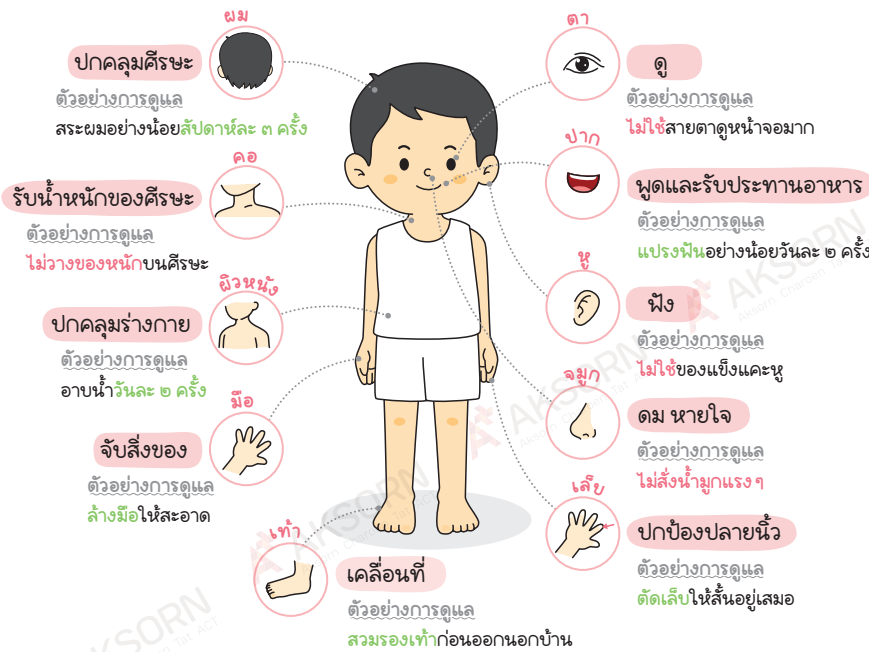 ผม
ปกคลุมศีรษะ
ตัวอย่างการดูแล
สระผมอย่างน้อยสัปดาห์ละ ๓ ครั้ง
คอ
รับน้ำหนักของศีรษะ
ตัวอย่างการดูแล
ไม่วางของหนักบนศีรษะ
ผิวหนัง
ปกคลุมร่างกาย
ตัวอย่างการดูแล
อาบน้ำวันละ ๒ ครั้ง
มือ
จับสิ่งของ
ตัวอย่างการดูแล
ล้างมือให้สะอาด
เท้า
เคลื่อนที่
ตัวอย่างการดูแล
สวมรองเท้าก่อนออกนอกบ้าน
ตา
ดู
ตัวอย่างการดูแล
ไม่ใช้สายตาดูหน้าจอมาก
ปาก
พูดและรับประทานอาหาร
ตัวอย่างการดูแล
แปรงฟันอย่างน้อยวันละ ๒ ครั้ง
หู
ฟัง
ตัวอย่างการดูแล
ไม่ใช้ของแข็งแคะหู
จมูก
ดม หายใจ
ตัวอย่างการดูแล
ไม่สั่งน้ำมูกแรง ๆ
เล็บ
ปกป้องปลายนิ้ว
ตัวอย่างการดูแล
ตัดเล็บให้สั้นอยู่เสมอ
AKSORN
Aksorn Charoen
AKSORN
Aksorn Charoen Tat ACT
AKSORN
Aksorn Charoen Tat ACT
KSORN
Tat ACT